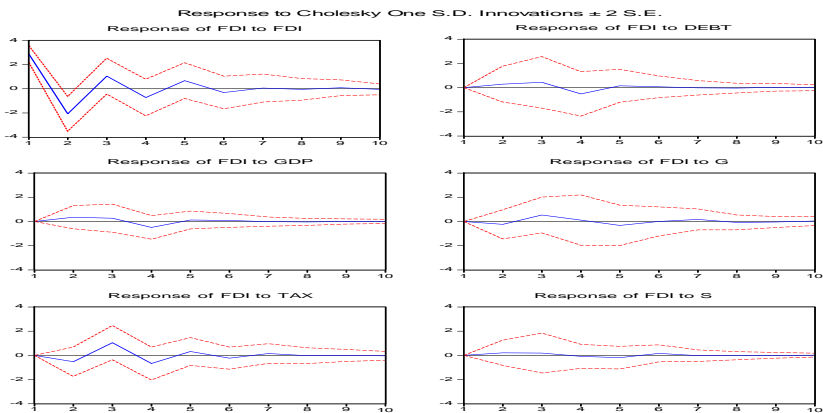 Response to Cholesky One S.D. Innovations ± 2 S.E.
Response of FDI to FDI
4
2
0
-2
-4
1 2 3 4 5 6 7 8 9 10
Response of FDI to DEBT
4
2
0
-2
-4
1 2 3 4 5 6 7 8 9 10
Response of FDI to GDP
4
2
0
-2
-4
1 2 3 4 5 6 7 8 9 10
Response of FDI to G
4
2
0
-2
-4
1 2 3 4 5 6 7 8 9 10
Response of FDI to TAX
4
2
0
-2
-4
1 2 3 4 5 6 7 8 9 10
Response of FDI to S
4
2
0
-2
-4
1 2 3 4 5 6 7 8 9 10